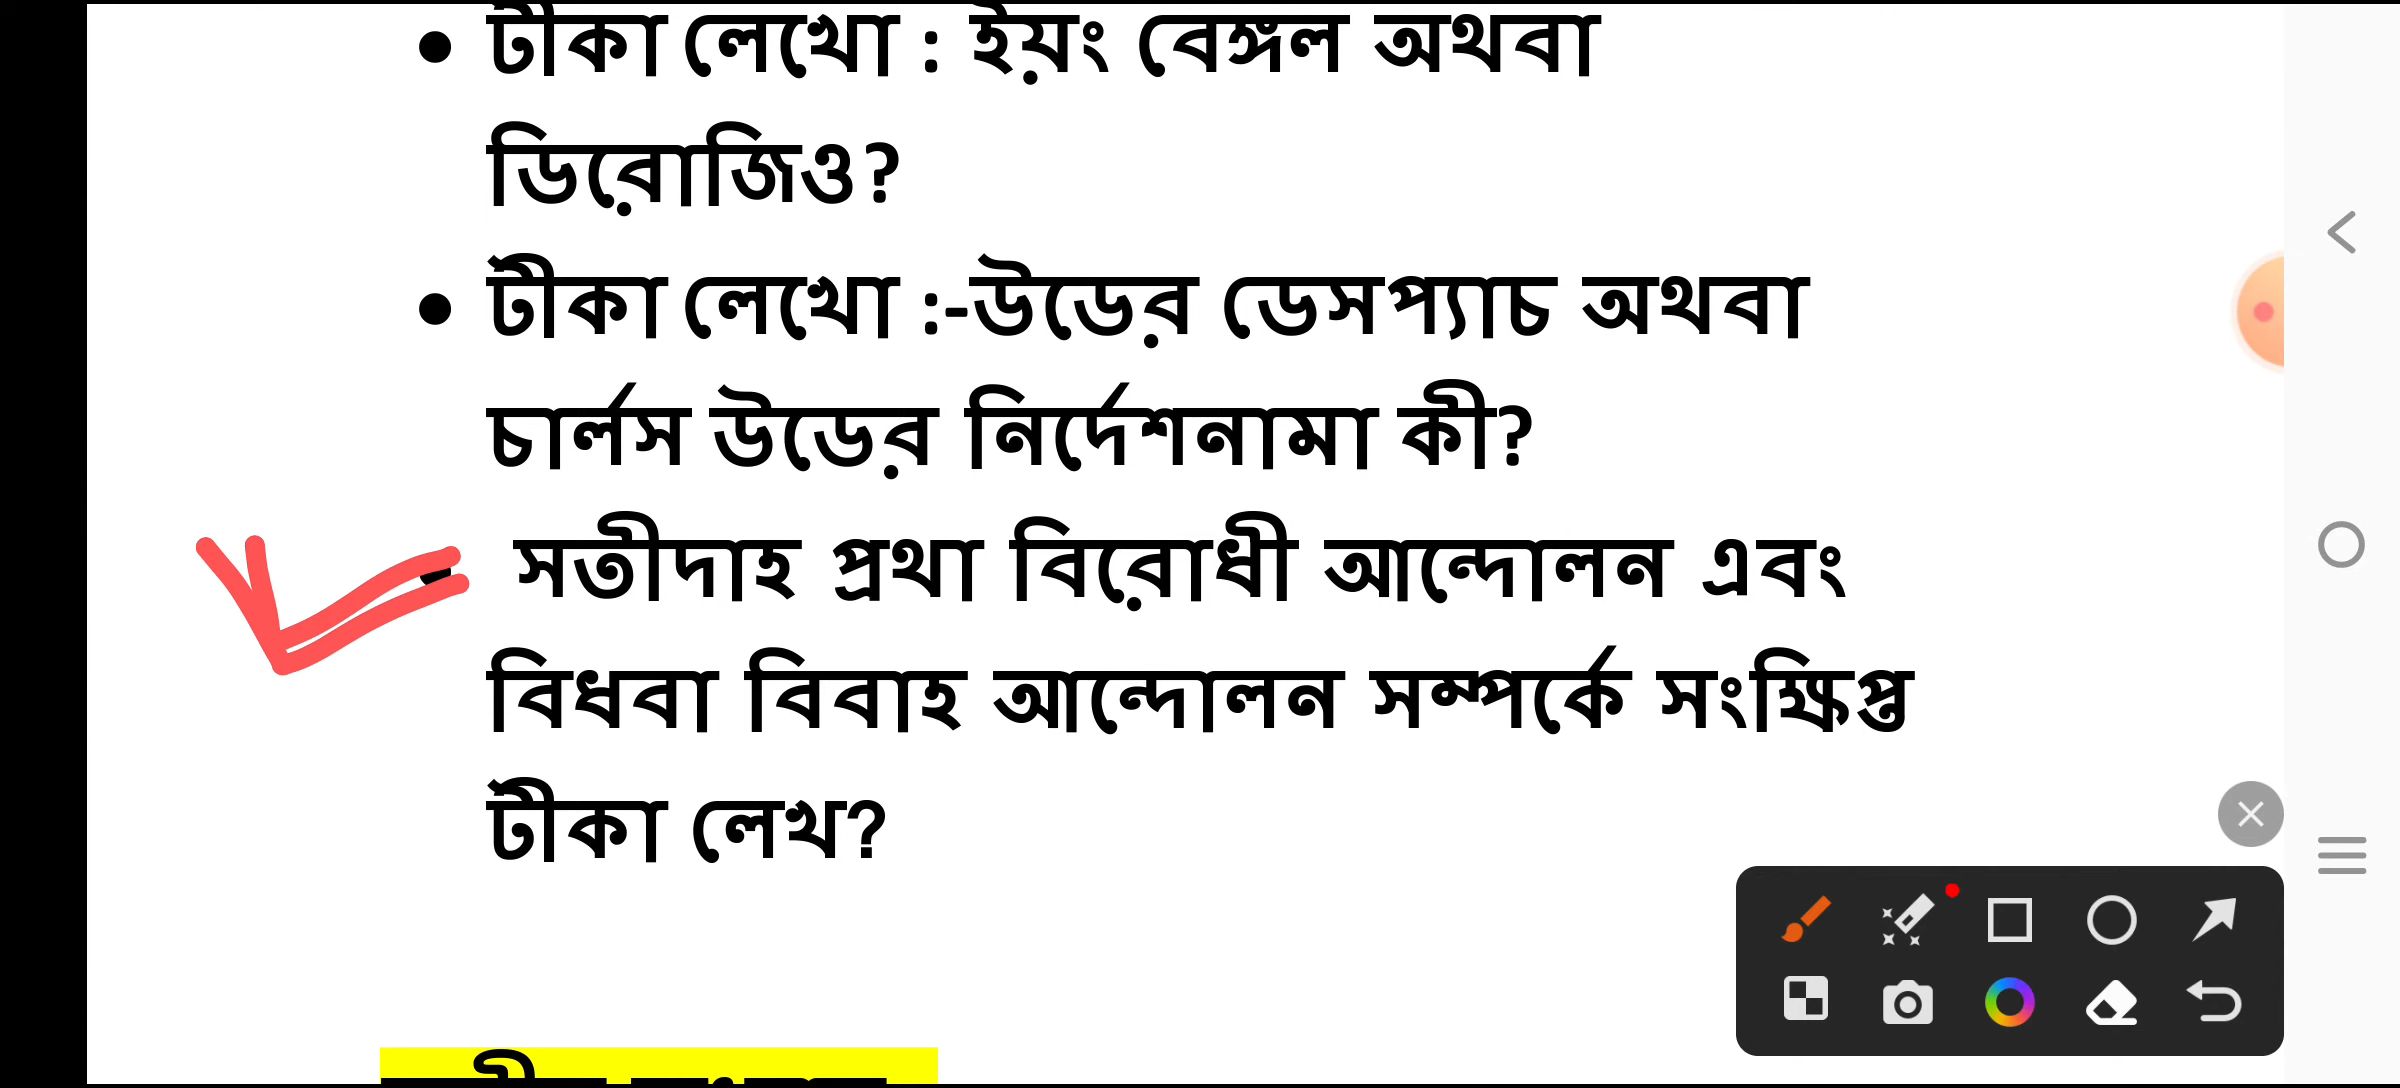 • টীকা লেখো : ইয়ং বেঙ্গল অথবা
ডিরোজিও?
• টীকা লেখো :-উডের ডেসপ্যাচ অথবা
চার্লস উডের নির্দেশনামা কী?
• সতীদাহ প্রথা বিরোধী আন্দোলন এবং
বিধবা বিবাহ আন্দোলন সম্পর্কে সংক্ষিপ্ত
টীকা লেখ?